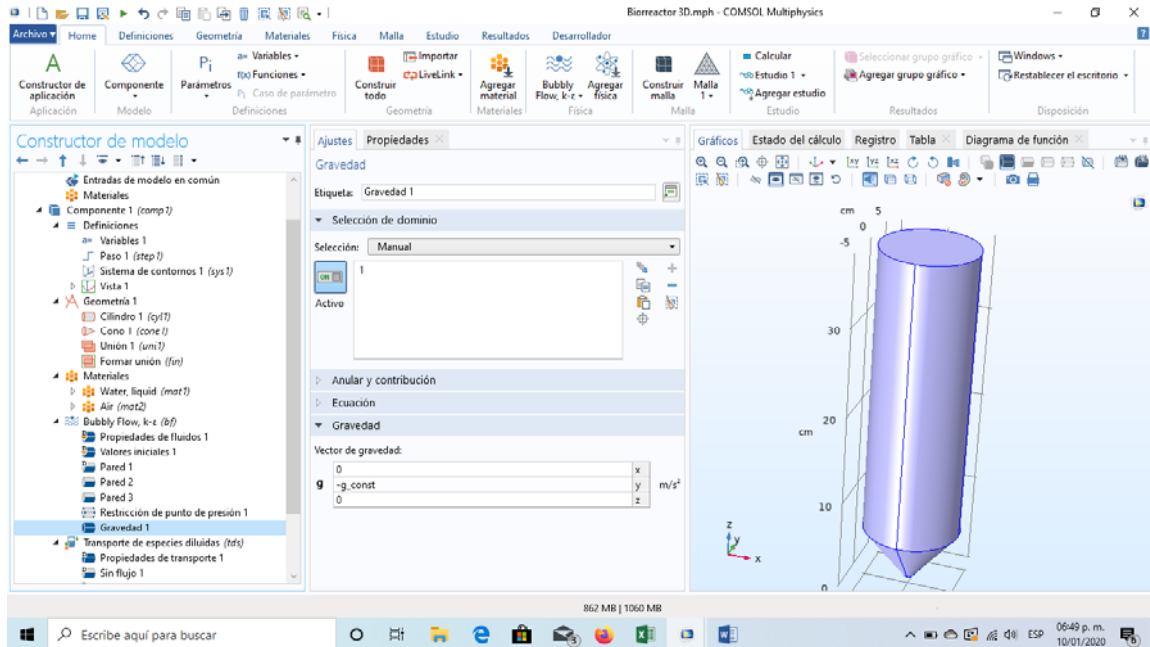 Biorreactor 3D.mph - COMSOL Multiphysics
Archivo Home Definiciones Geometría Materiales Física Malla Estudio Resultados Desarrollador
Constructor de aplicación
Aplicación
Componente
Modelo
Pi
Parámetros
a= Variables
f(x) Funciones
Pi Caso de parámetro
Definiciones
Construir todo
Importar
LiveLink
Geometría
Agregar material
Materiales
Bubbly Flow, k-ε
Agregar física
Física
Construir malla
Malla 1
Malla
= Calcular
Estudio 1
Agregar estudio
Estudio
Seleccionar grupo gráfico
Agregar grupo gráfico
Resultados
Windows
Restablecer el escritorio
Disposición
Constructor de modelo
Entradas de modelo en común
Materiales
Componente 1 (comp1)
Definiciones
a= Variables 1
Paso 1 (step1)
Sistema de contornos 1 (sys1)
Vista 1
Geometría 1
Cilindro 1 (cyl1)
Cono 1 (cone1)
Unión 1 (uni1)
Formar unión (fin)
Materiales
Water, liquid (mat1)
Air (mat2)
Bubbly Flow, k-ε (bf)
Propiedades de fluidos 1
Valores iniciales 1
Pared 1
Pared 2
Pared 3
Restricción de punto de presión 1
Gravedad 1
Transporte de especies diluidas (tds)
Propiedades de transporte 1
Sin flujo 1
Ajustes Propiedades
Gravedad
Etiqueta: Gravedad 1
Selección de dominio
Selección: Manual
ON
1
Activo
Anular y contribución
Ecuación
Gravedad
Vector de gravedad:
0 x
g -g_const y m/s²
0 z
Gráficos Estado del cálculo Registro Tabla Diagrama de función
cm 5
0
-5
30
20
cm
10
0
z
y
x
862 MB | 1060 MB
Escribe aquí para buscar
ESP
06:49 p. m.
10/01/2020